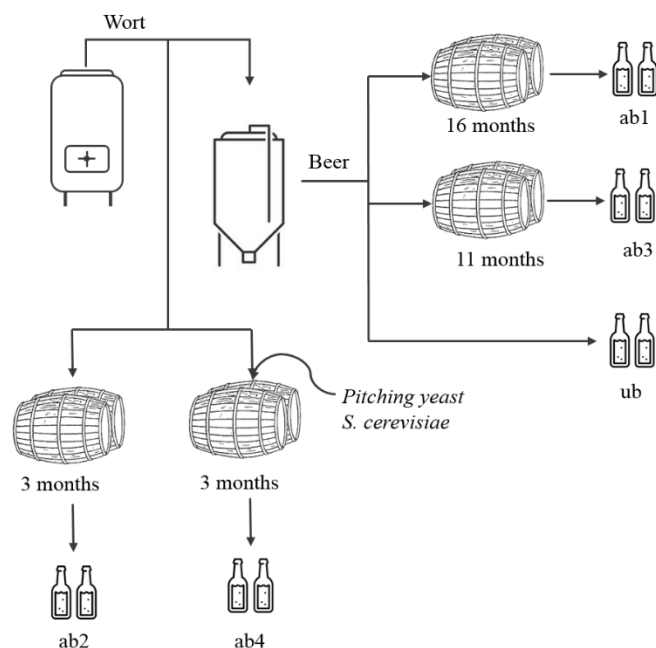 Wort
16 months
ab1
Beer
11 months
ab3
ub
Pitching yeast
S. cerevisiae
3 months
3 months
ab2
ab4